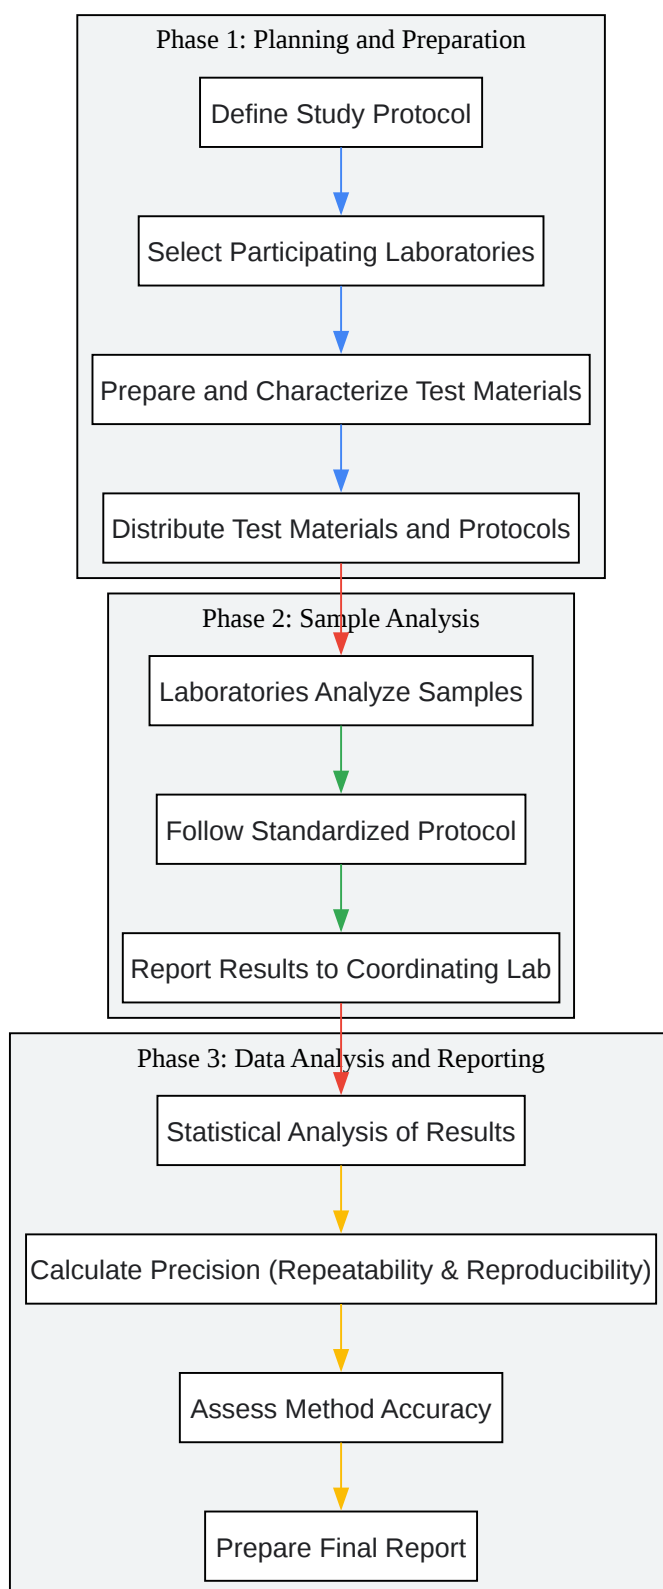 Phase 1: Planning and Preparation
Define Study Protocol
Select Participating Laboratories
Prepare and Characterize Test Materials
Distribute Test Materials and Protocols
Phase 2: Sample Analysis
Laboratories Analyze Samples
Follow Standardized Protocol
Report Results to Coordinating Lab
Phase 3: Data Analysis and Reporting
Statistical Analysis of Results
Calculate Precision (Repeatability & Reproducibility)
Assess Method Accuracy
Prepare Final Report